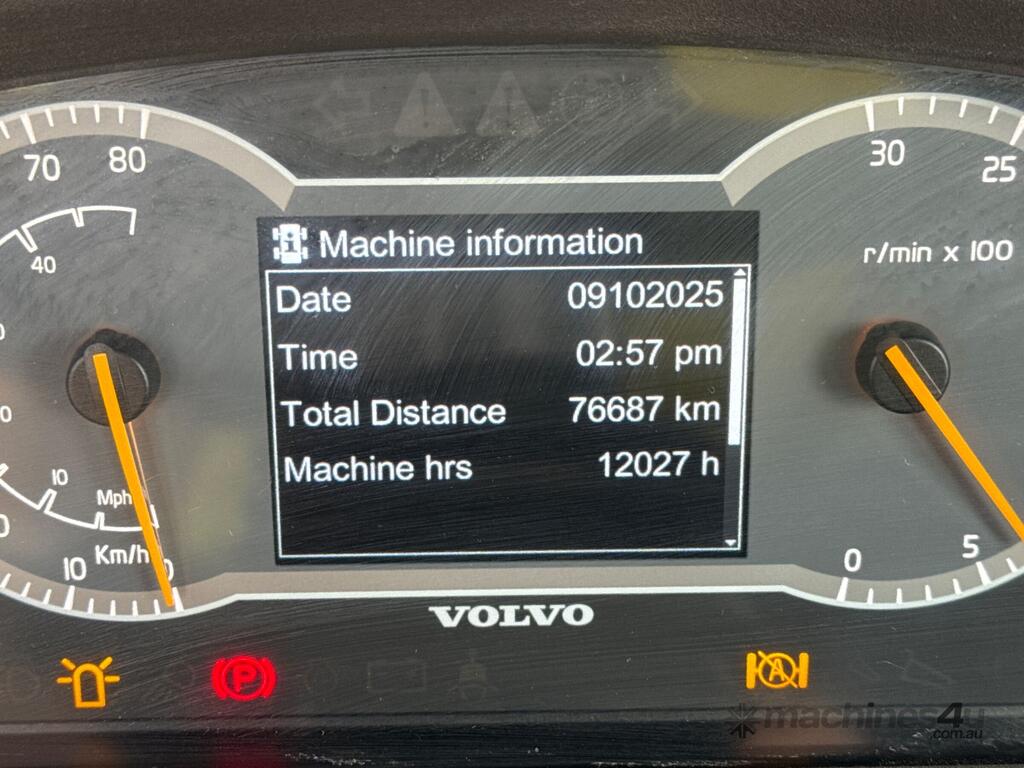 70
80
30
25
40
r/min x 100
Machine information
Date 09102025
Time 02:57 pm
Total Distance 76687 km
Machine hrs 12027 h
10
Mph
Km/h
10
0
0
5
VOLVO
P
A
machines4u
.com.au